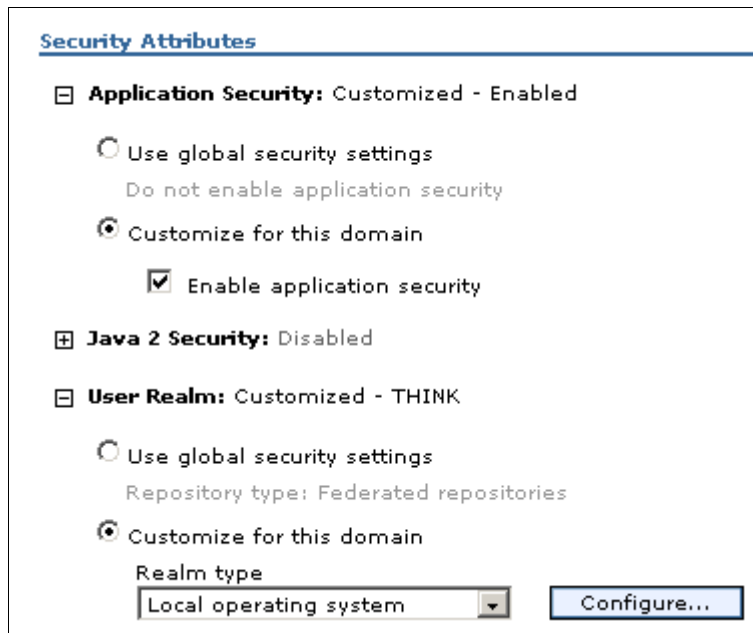 Security Attributes
Application Security: Customized - Enabled
Use global security settings
Do not enable application security
Customize for this domain
Enable application security
Java 2 Security: Disabled
User Realm: Customized - THINK
Use global security settings
Repository type: Federated repositories
Customize for this domain
Realm type
Local operating system Configure...